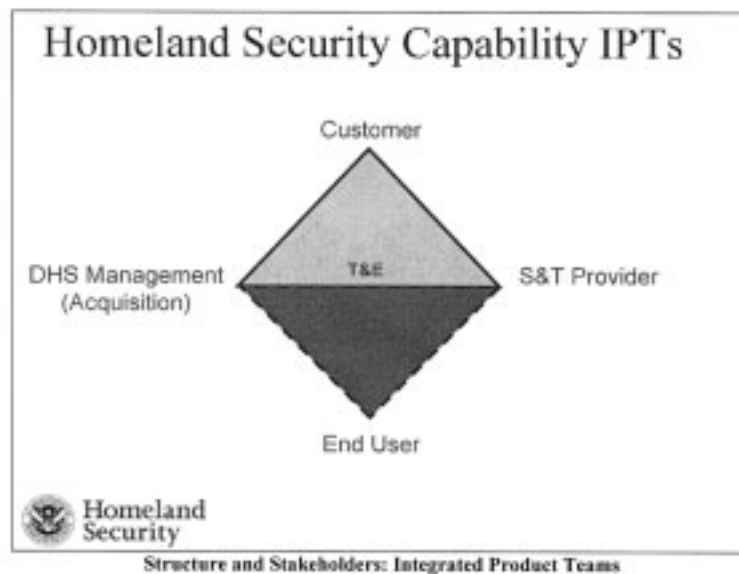 Homeland Security Capability IPTs
Customer
DHS Management
(Acquisition)
T&E
S&T Provider
End User
Homeland
Security
Structure and Stakeholders: Integrated Product Teams